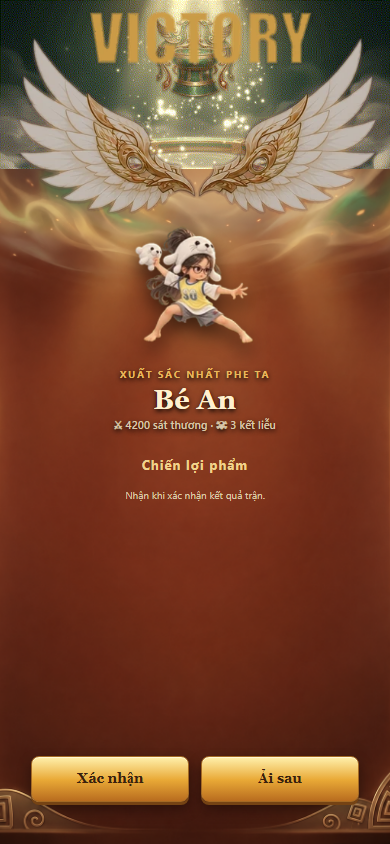 VICTORY
XUẤT SẮC NHẤT PHE TA
Bé An
⚔ 4200 sát thương · ☠ 3 kết liễu
Chiến lợi phẩm
Nhận khi xác nhận kết quả trận.
Xác nhận
Ải sau